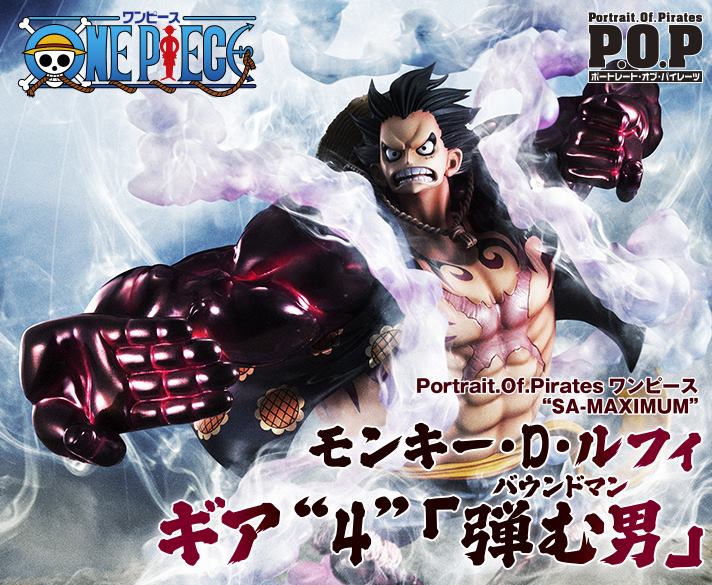 ワンピース
ONE PIECE
Portrait.Of.Pirates
P.O.P
ポートレート・オブ・パイレーツ
Portrait.Of.Pirates ワンピース
“SA-MAXIMUM”
モンキー・D・ルフィ
バウンドマン
ギア“4”「弾む男」